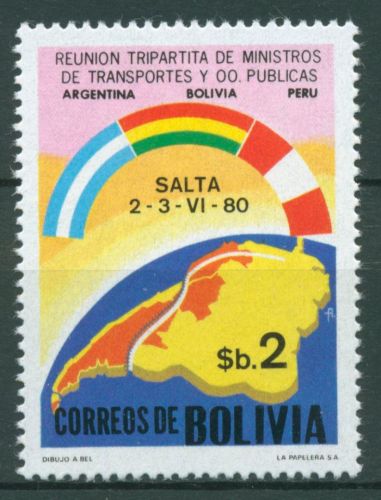 REUNION TRIPARTITA DE MINISTROS
DE TRANSPORTES Y OO. PUBLICAS
ARGENTINA BOLIVIA PERU
SALTA
2-3-VI-80
$b.2
CORREOS DE BOLIVIA
DIBUJO A BEL LA PAPELERA S.A.